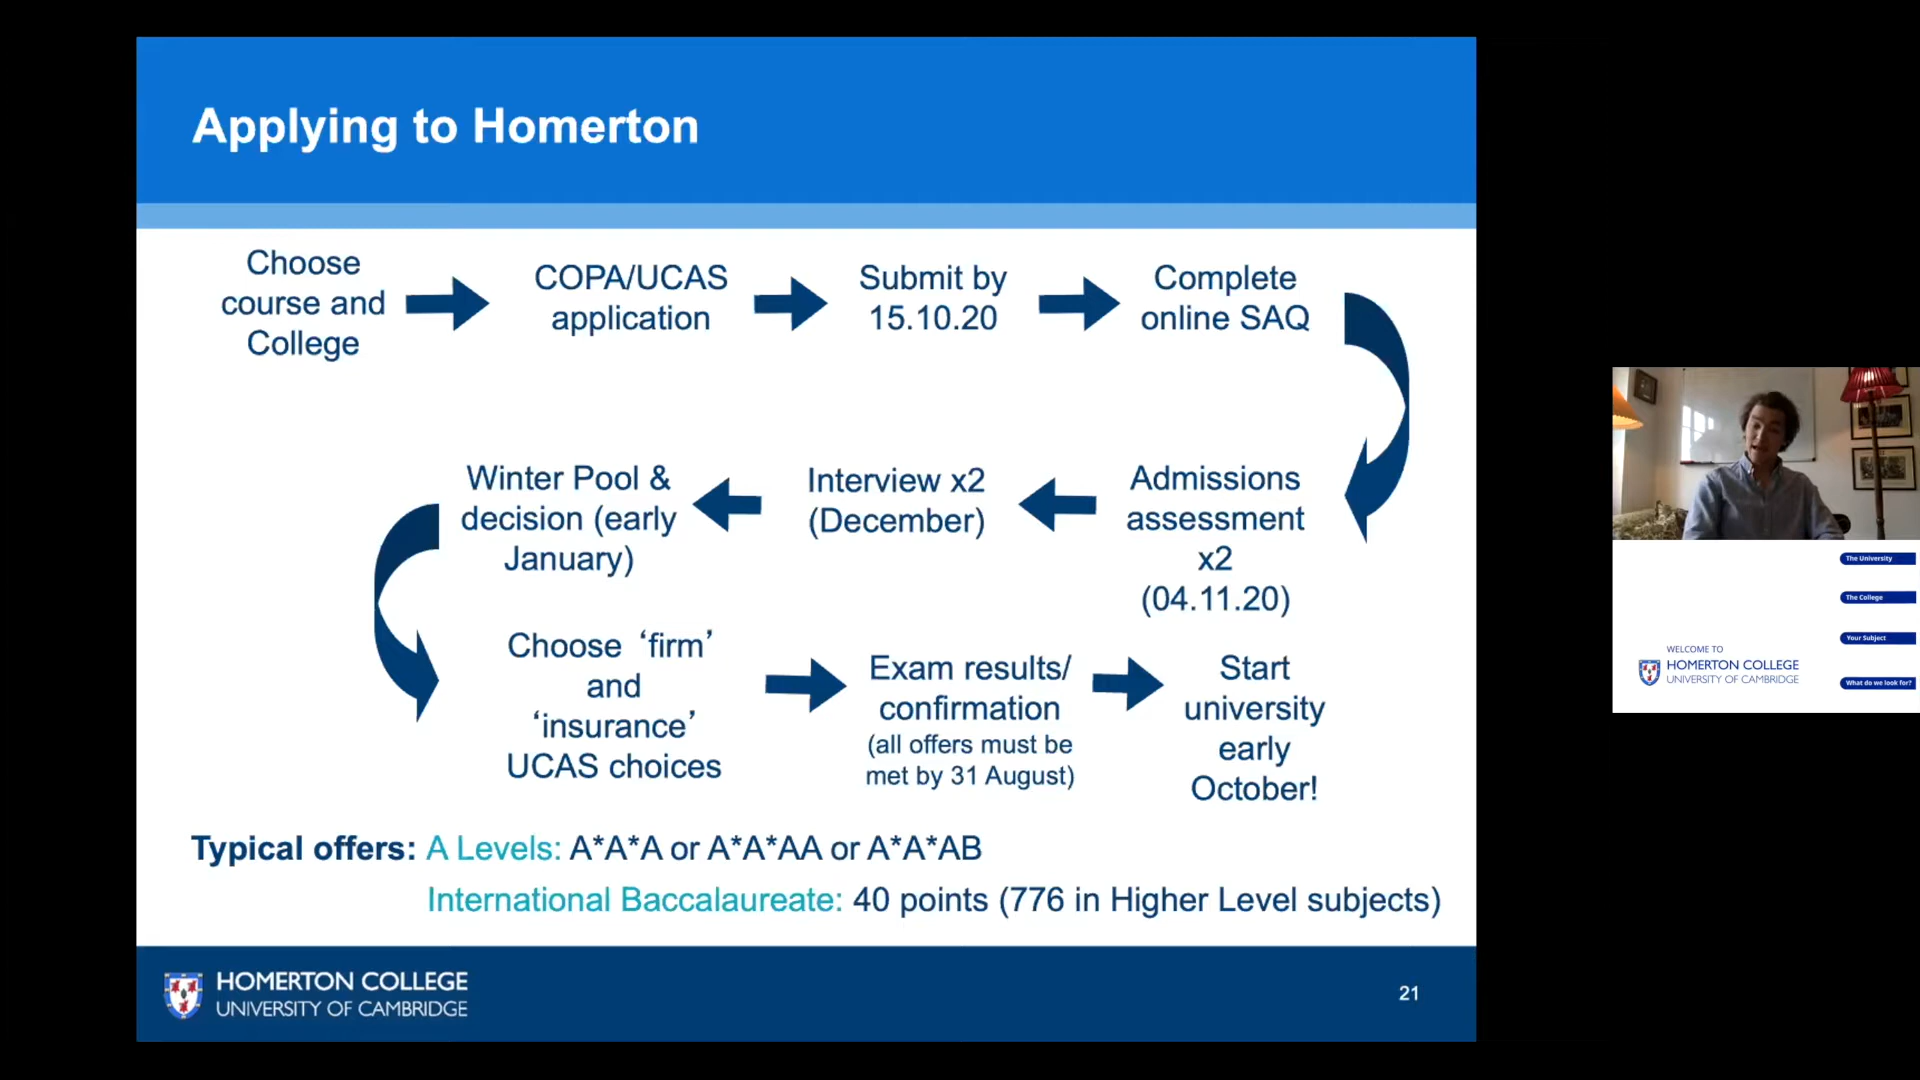 Applying to Homerton
Choose
course and
College
COPA/UCAS
application
Submit by
15.10.20
Complete
online SAQ
Admissions
assessment
x2
(04.11.20)
Interview x2
(December)
Winter Pool &
decision (early
January)
Choose ‘firm’
and
‘insurance’
UCAS choices
Exam results/
confirmation
(all offers must be
met by 31 August)
Start
university
early
October!
Typical offers: A Levels: A*A*A or A*A*AA or A*A*AB
International Baccalaureate: 40 points (776 in Higher Level subjects)
HOMERTON COLLEGE
UNIVERSITY OF CAMBRIDGE
21
The University
The College
Your Subject
What do we look for?
WELCOME TO
HOMERTON COLLEGE
UNIVERSITY OF CAMBRIDGE